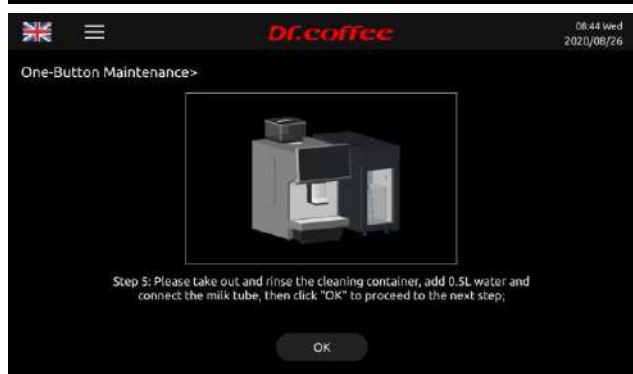 Dr.coffee
08:44 Wed
2020/08/26
One-Button Maintenance>
Step 5: Please take out and rinse the cleaning container, add 0.5L water and
connect the milk tube, then click "OK" to proceed to the next step;
OK